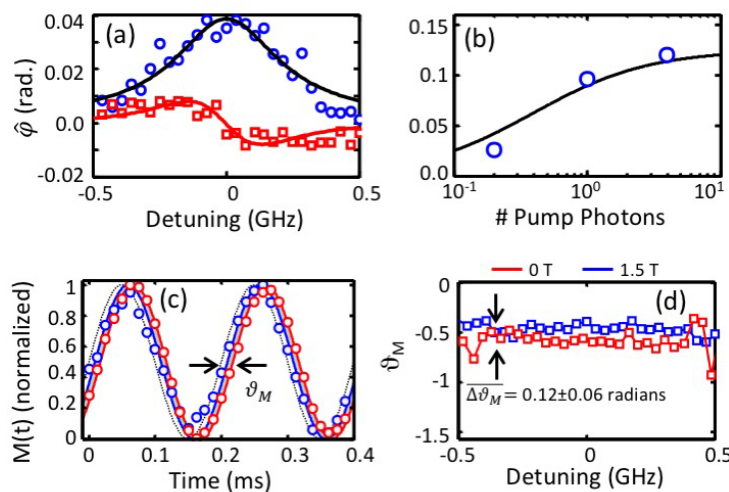 (a)
0.04
0.02
0.0
-0.02
φ̂ (rad.)
-0.5
0
0.5
Detuning (GHz)
(b)
0.15
0.10
0.05
0.0
10⁻¹
10⁰
10¹
# Pump Photons
(c)
1
0.8
0.6
0.4
0.2
0
M(t) (normalized)
ϑ_M
0
0.1
0.2
0.3
0.4
Time (ms)
0 T
1.5 T
(d)
0
-0.5
-1
-1.5
ϑ_M
Δϑ_M = 0.12±0.06 radians
-0.5
0
0.5
Detuning (GHz)